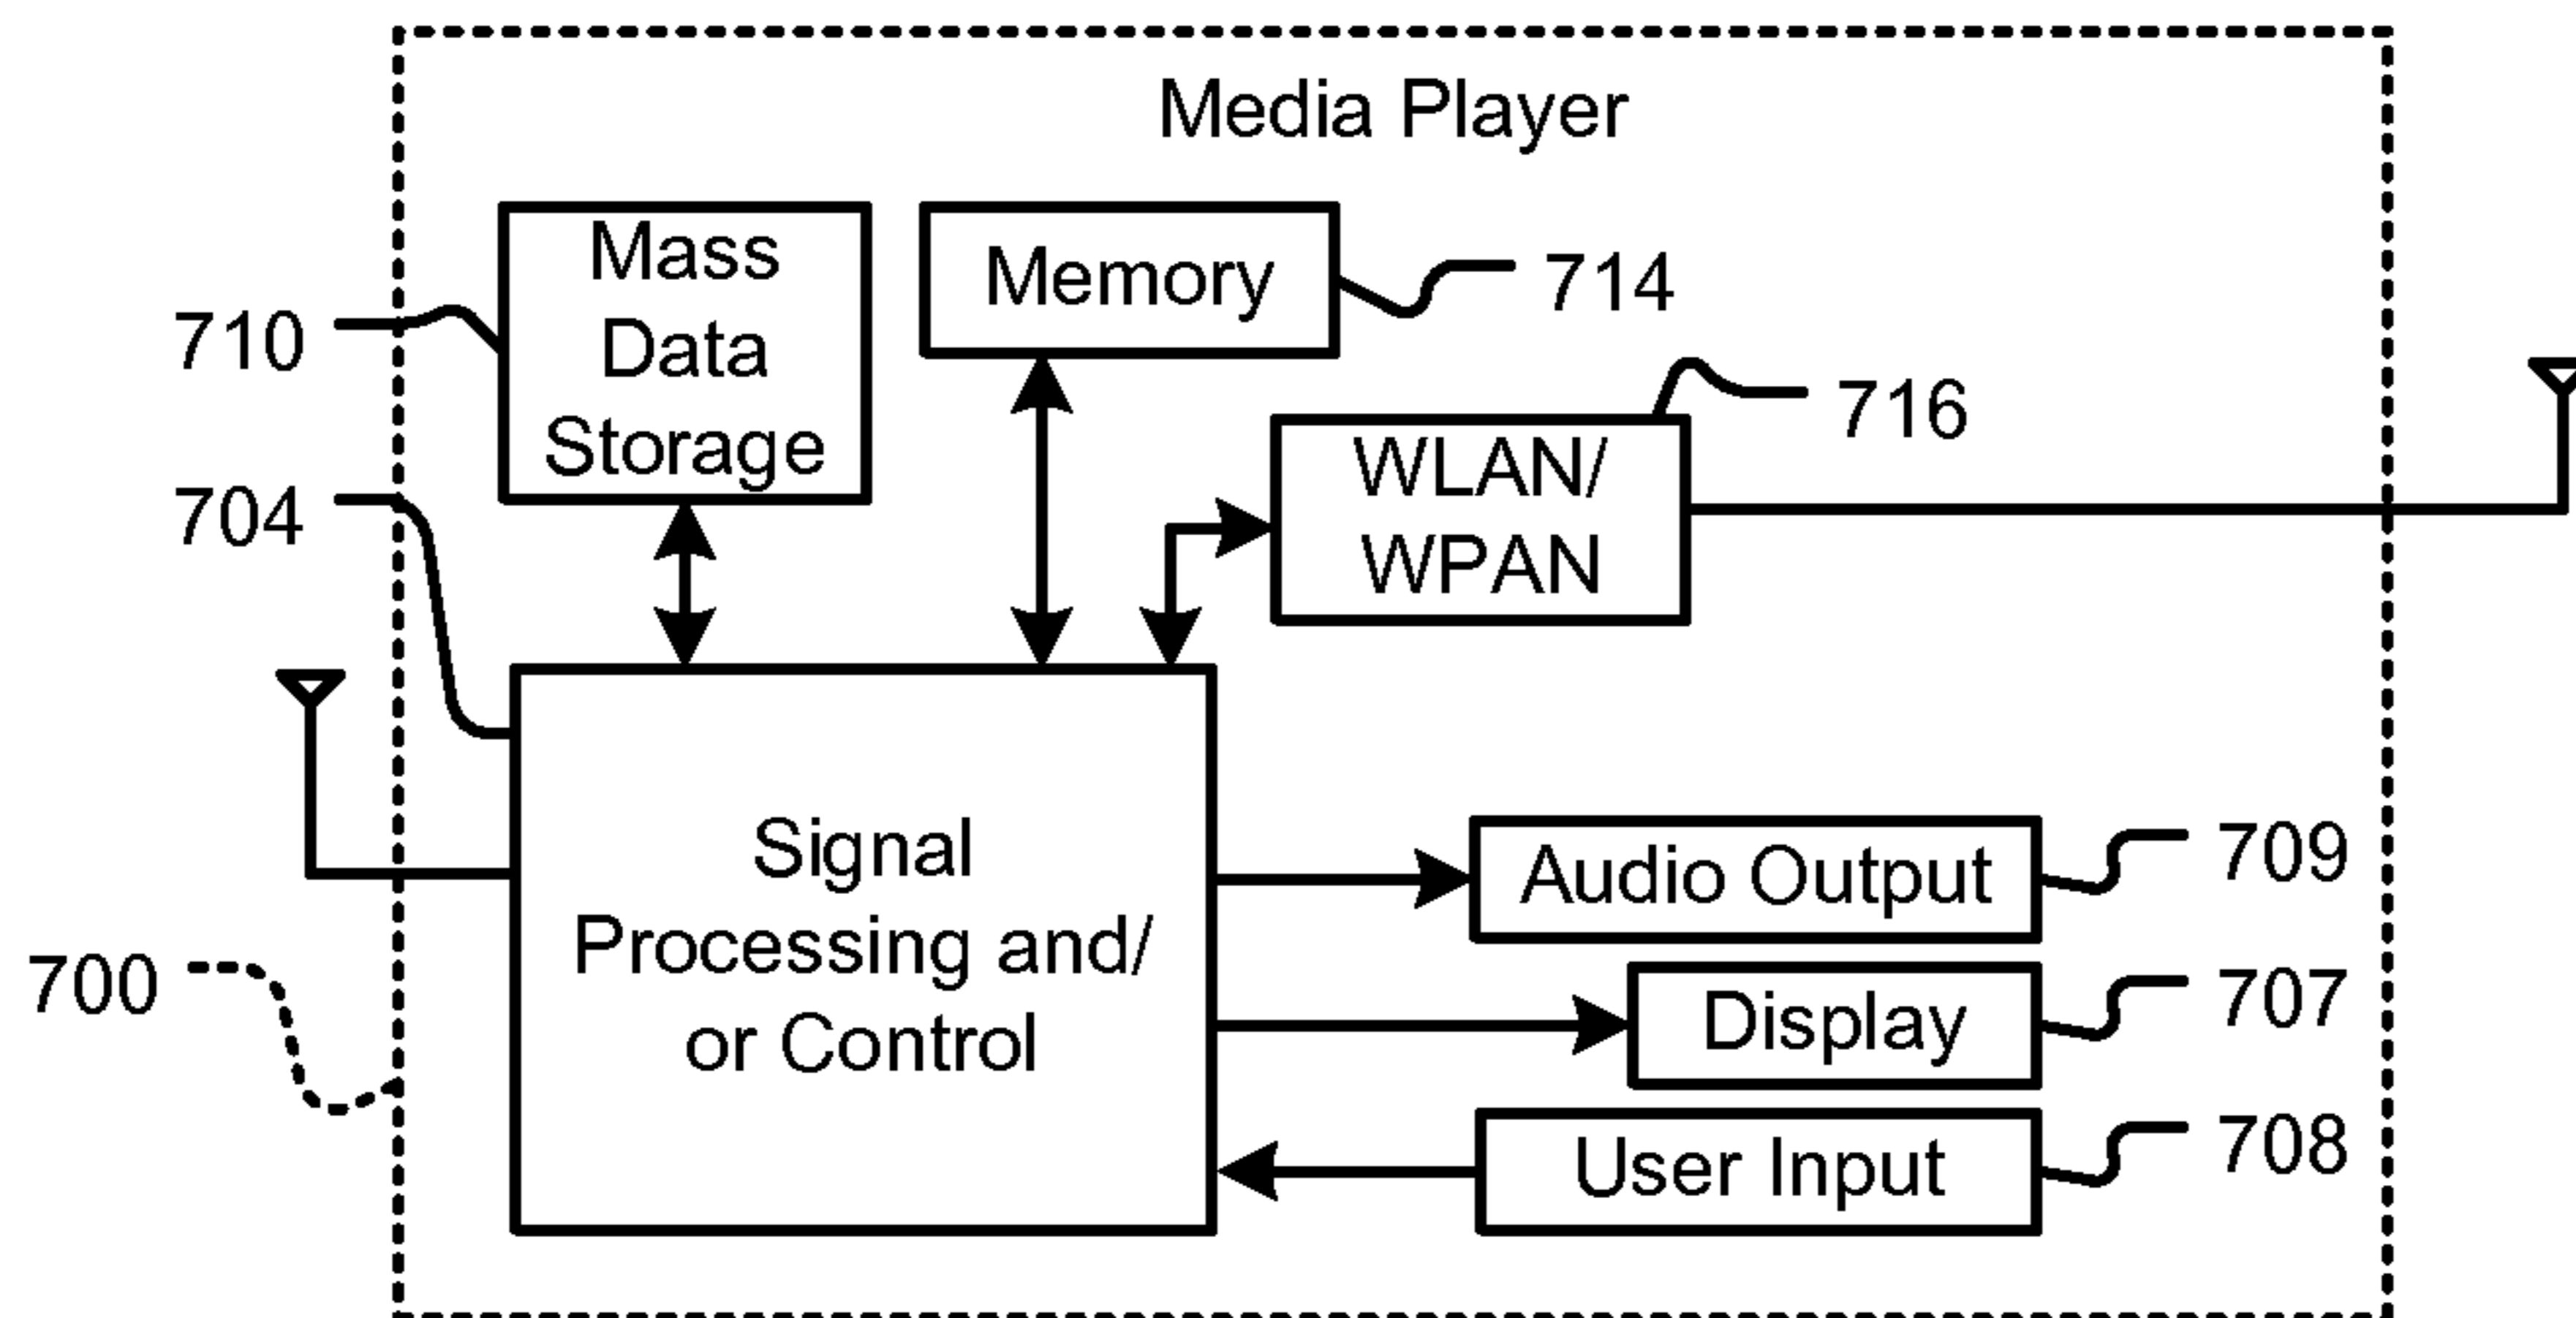 Media Player
Mass
Data
Storage
Memory
714
710
WLAN/
WPAN
716
704
Signal
Processing and/
or Control
Audio Output
709
700
Display
707
User Input
708